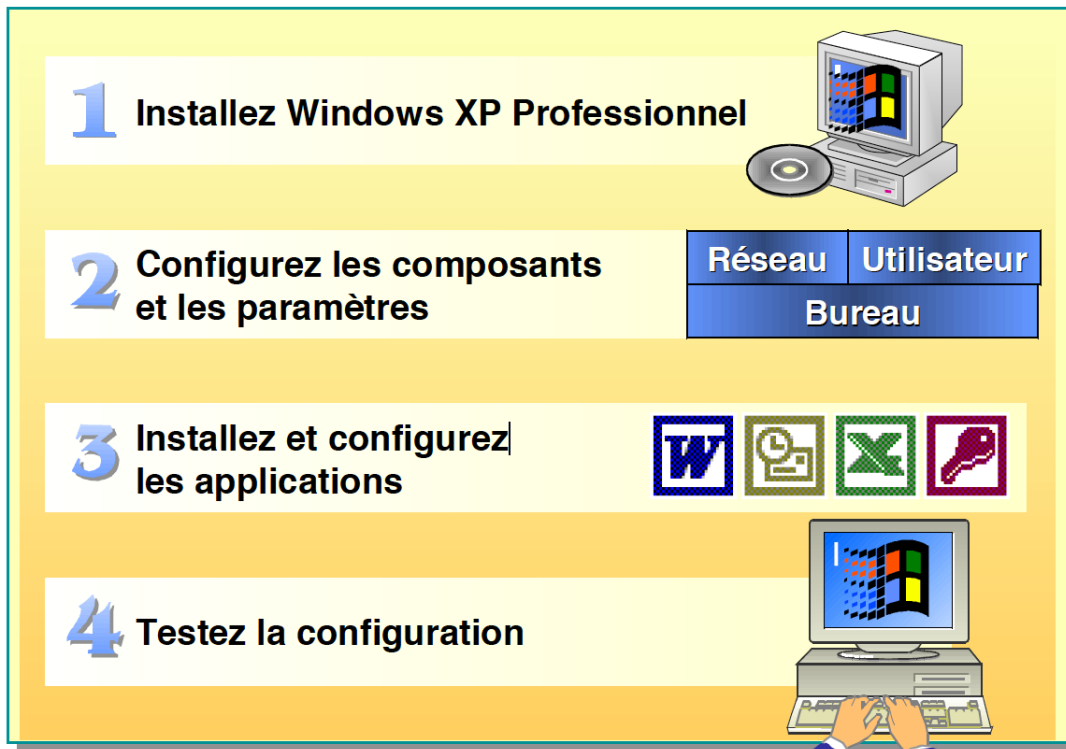 1 Installez Windows XP Professionnel
2 Configurez les composants
et les paramètres
Réseau Utilisateur
Bureau
3 Installez et configurez
les applications
W X
4 Testez la configuration